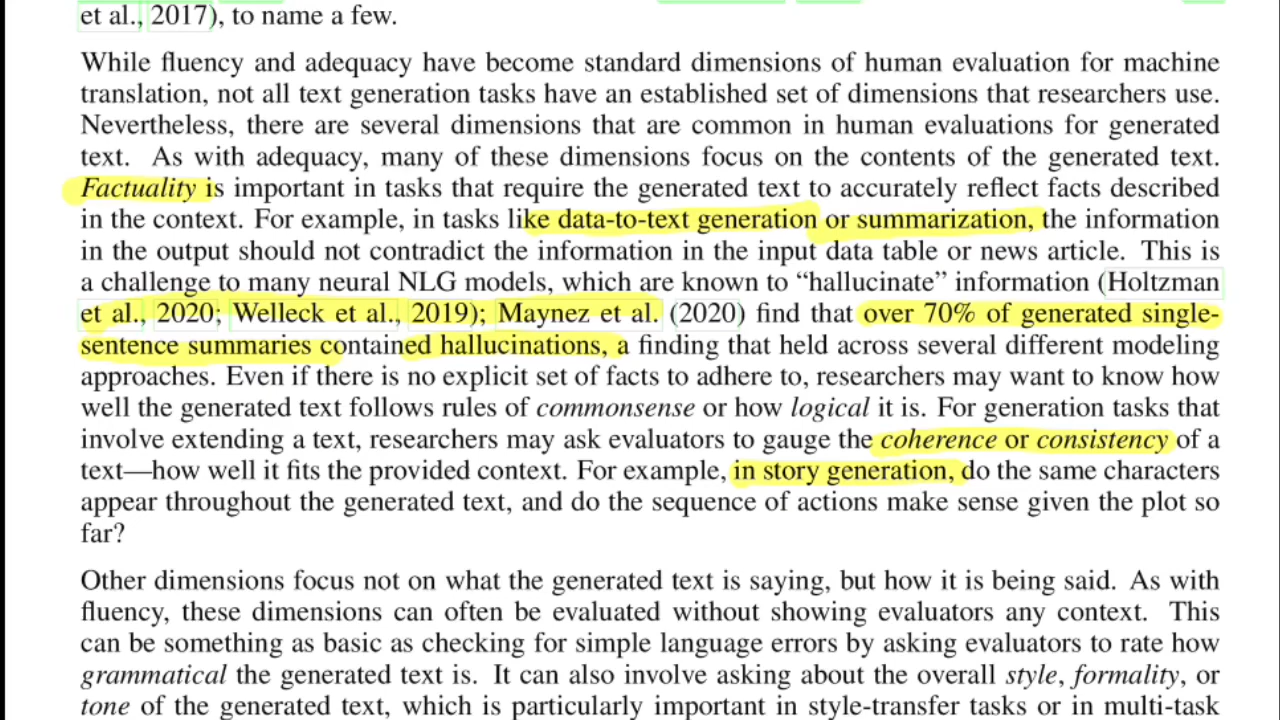 et al., 2017), to name a few.
While fluency and adequacy have become standard dimensions of human evaluation for machine
translation, not all text generation tasks have an established set of dimensions that researchers use.
Nevertheless, there are several dimensions that are common in human evaluations for generated
text. As with adequacy, many of these dimensions focus on the contents of the generated text.
Factuality is important in tasks that require the generated text to accurately reflect facts described
in the context. For example, in tasks like data-to-text generation or summarization, the information
in the output should not contradict the information in the input data table or news article. This is
a challenge to many neural NLG models, which are known to “hallucinate” information (Holtzman
et al., 2020; Welleck et al., 2019); Maynez et al. (2020) find that over 70% of generated single-
sentence summaries contained hallucinations, a finding that held across several different modeling
approaches. Even if there is no explicit set of facts to adhere to, researchers may want to know how
well the generated text follows rules of commonsense or how logical it is. For generation tasks that
involve extending a text, researchers may ask evaluators to gauge the coherence or consistency of a
text—how well it fits the provided context. For example, in story generation, do the same characters
appear throughout the generated text, and do the sequence of actions make sense given the plot so
far?
Other dimensions focus not on what the generated text is saying, but how it is being said. As with
fluency, these dimensions can often be evaluated without showing evaluators any context. This
can be something as basic as checking for simple language errors by asking evaluators to rate how
grammatical the generated text is. It can also involve asking about the overall style, formality, or
tone of the generated text, which is particularly important in style-transfer tasks or in multi-task